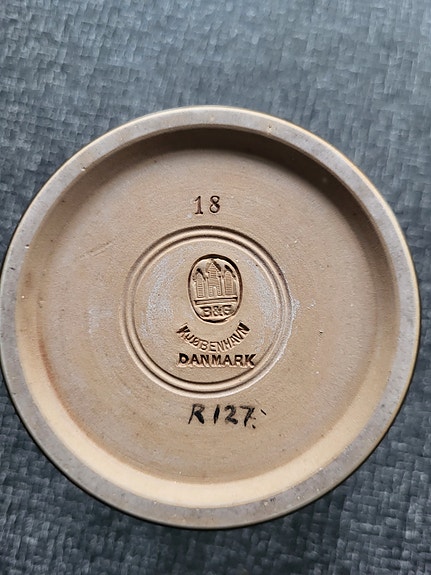 18
B&G
KJØBENHAVN
DANMARK
R127.